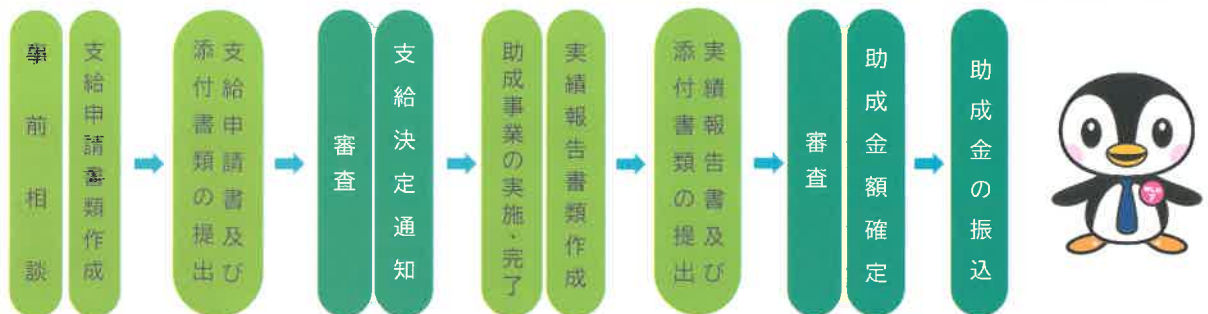 事前相談
支給申請書類作成
支給申請書及び
添付書類の提出
審査
支給決定通知
助成事業の実施・完了
実績報告書類作成
実績報告書及び
添付書類の提出
審査
助成金額確定
助成金の振込